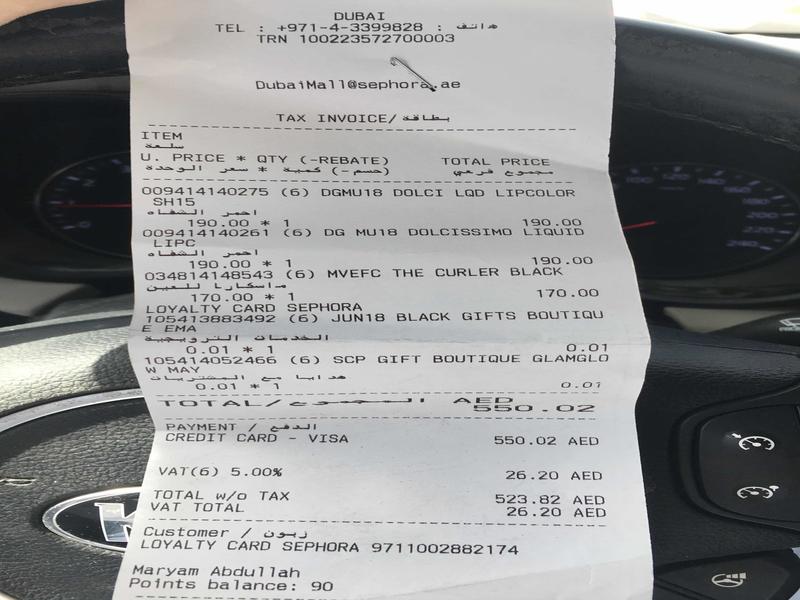 DUBAI
TEL : +971-4-3399828 : هاتف
TRN 100223572700003
DubaiMall@sephora.ae
TAX INVOICE/بطاقة
ITEM
سلعة
U. PRICE * QTY (-REBATE) TOTAL PRICE
سعر الوحدة * كمية (-خصم) مجموع فرعي
009414140275 (6) DGMU18 DOLCI LQD LIPCOLOR
SH15
احمر الشفاه
190.00 * 1 190.00
009414140261 (6) DG MU18 DOLCISSIMO LIQUID
LIPC
احمر الشفاه
190.00 * 1 190.00
034814148543 (6) MVEFC THE CURLER BLACK
ماسكارا للعين
170.00 * 1 170.00
LOYALTY CARD SEPHORA
105413883492 (6) JUN18 BLACK GIFTS BOUTIQU
E EMA
الخدمات الترويجية
0.01 * 1 0.01
105414052466 (6) SCP GIFT BOUTIQUE GLAMGLO
W MAY
هدايا مع المشتريات
0.01 * 1 0.01
TOTAL/المجموع AED
550.02
PAYMENT / الدفع
CREDIT CARD - VISA 550.02 AED
VAT(6) 5.00% 26.20 AED
TOTAL w/o TAX 523.82 AED
VAT TOTAL 26.20 AED
Customer / زبون
LOYALTY CARD SEPHORA 9711002882174
Maryam Abdullah
Points balance: 90